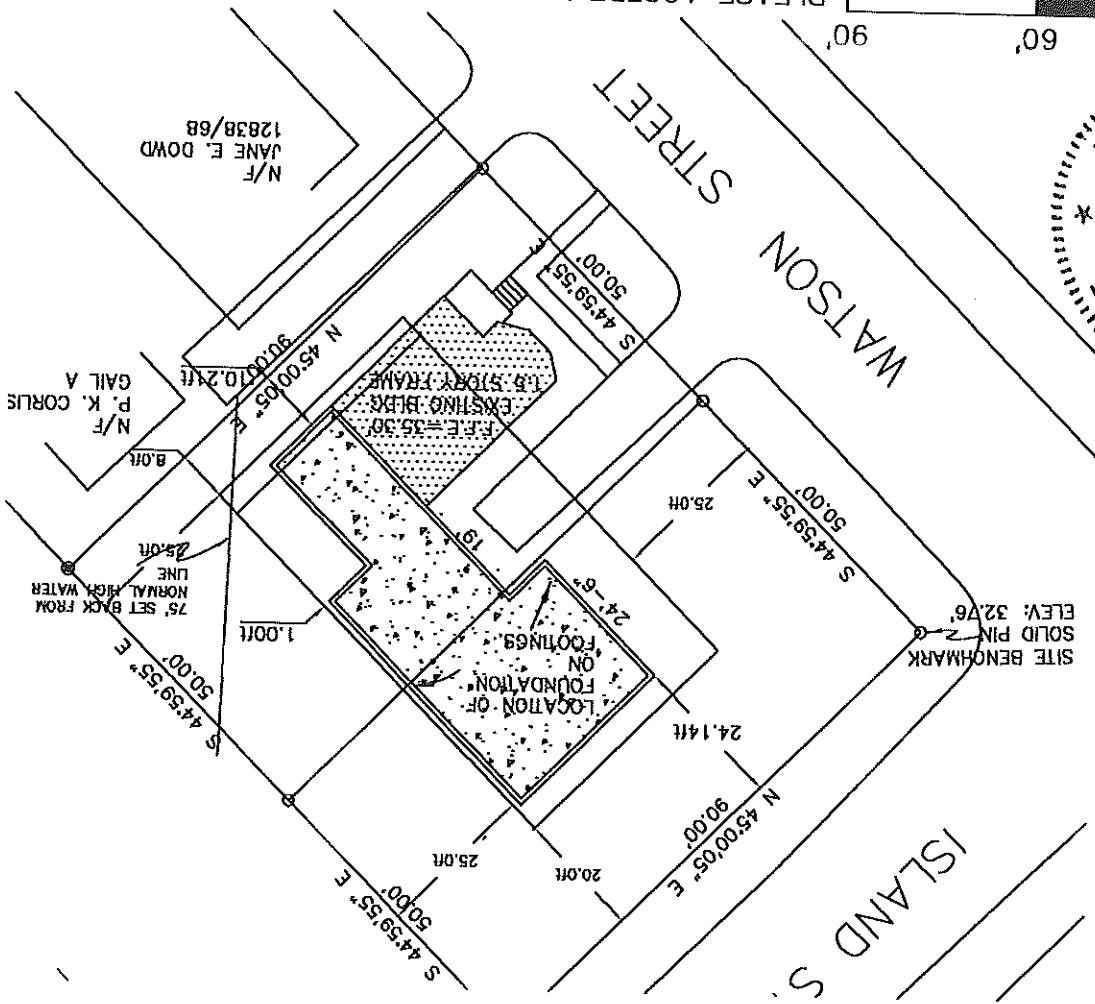 ISLAND S.
S 44°59'55" E
50.00'
20.0ft
25.0ft
N 45°00'05" E
90.00'
S 44°59'55" E
50.00'
24.14ft
SITE BENCHMARK
SOLID PIN
ELEV: 32.76'
LOCATION OF
FOUNDATION
ON
FOOTINGS.
24'-6"
1.00ft
75' SET BACK FROM
NORMAL HIGH WATER
LINE
25.0ft
19'
S 44°59'55" E
50.00'
25.0ft
8.0ft
N/F
P. K. CORLIS
GAIL A
F.F.E=35.30'
EXISTING BLDG
1.5 STORY FRAME
N 45°00'05" E
90.00'
10.21ft
S 44°59'55" E
50.00'
WATSON STREET
N/F
JANE E. DOWD
12838/68
60'
90'
PLEASE